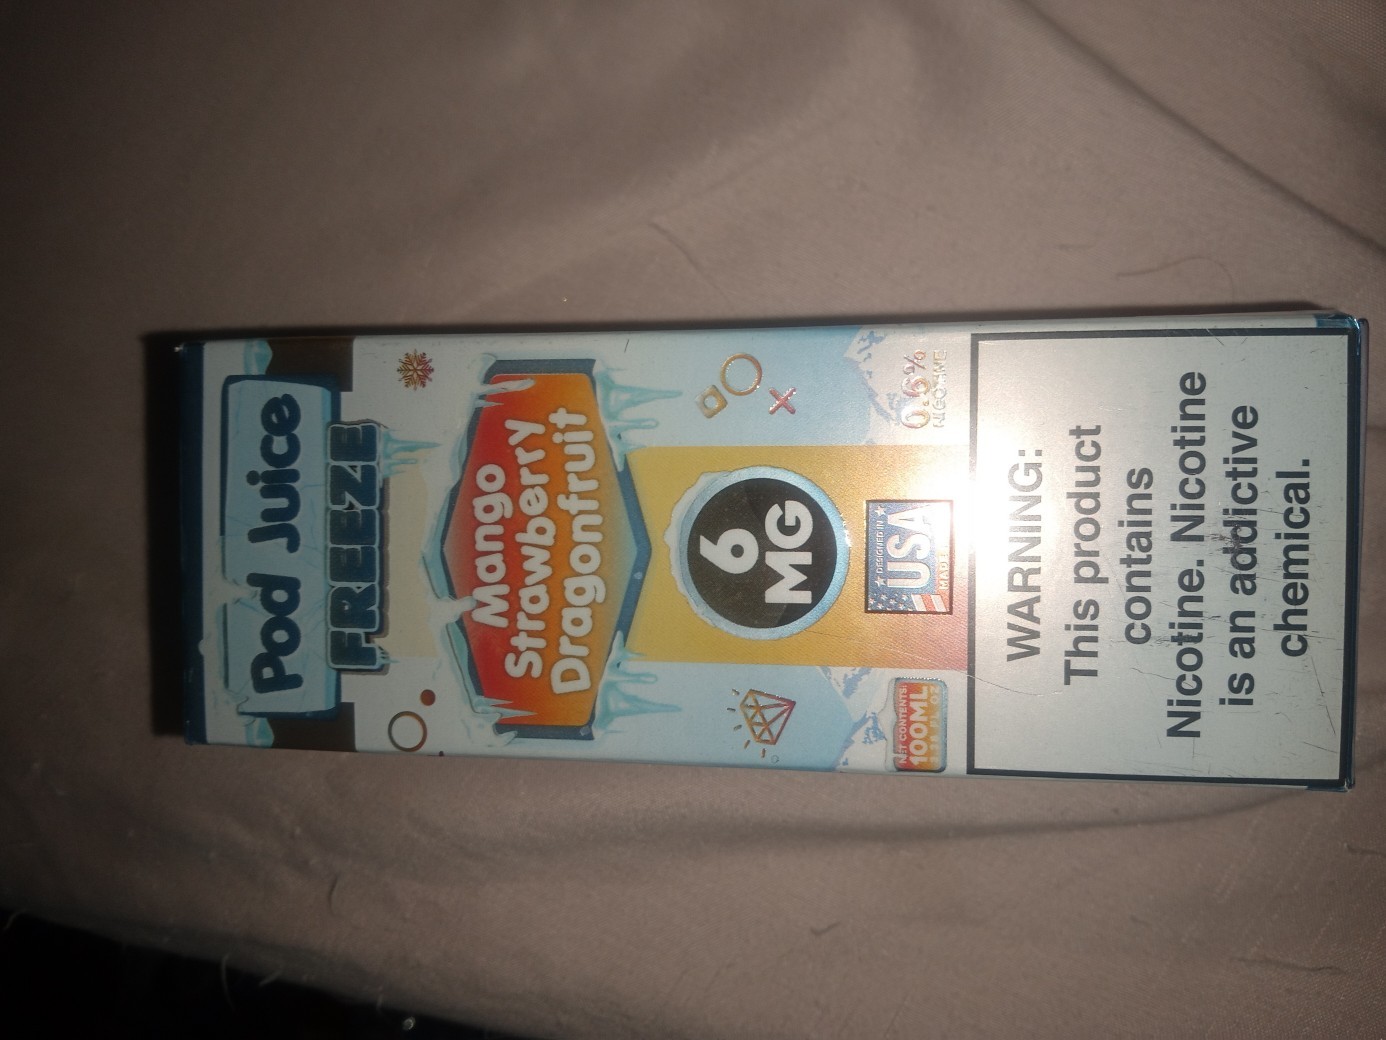 Pod Juice
FREEZE
Mango
Strawberry
Dragonfruit
6
MG
0.6%
NICOTINE
DESIGNED IN
USA
MADE
NET CONTENTS:
100ML
WARNING:
This product
contains
Nicotine. Nicotine
is an addictive
chemical.